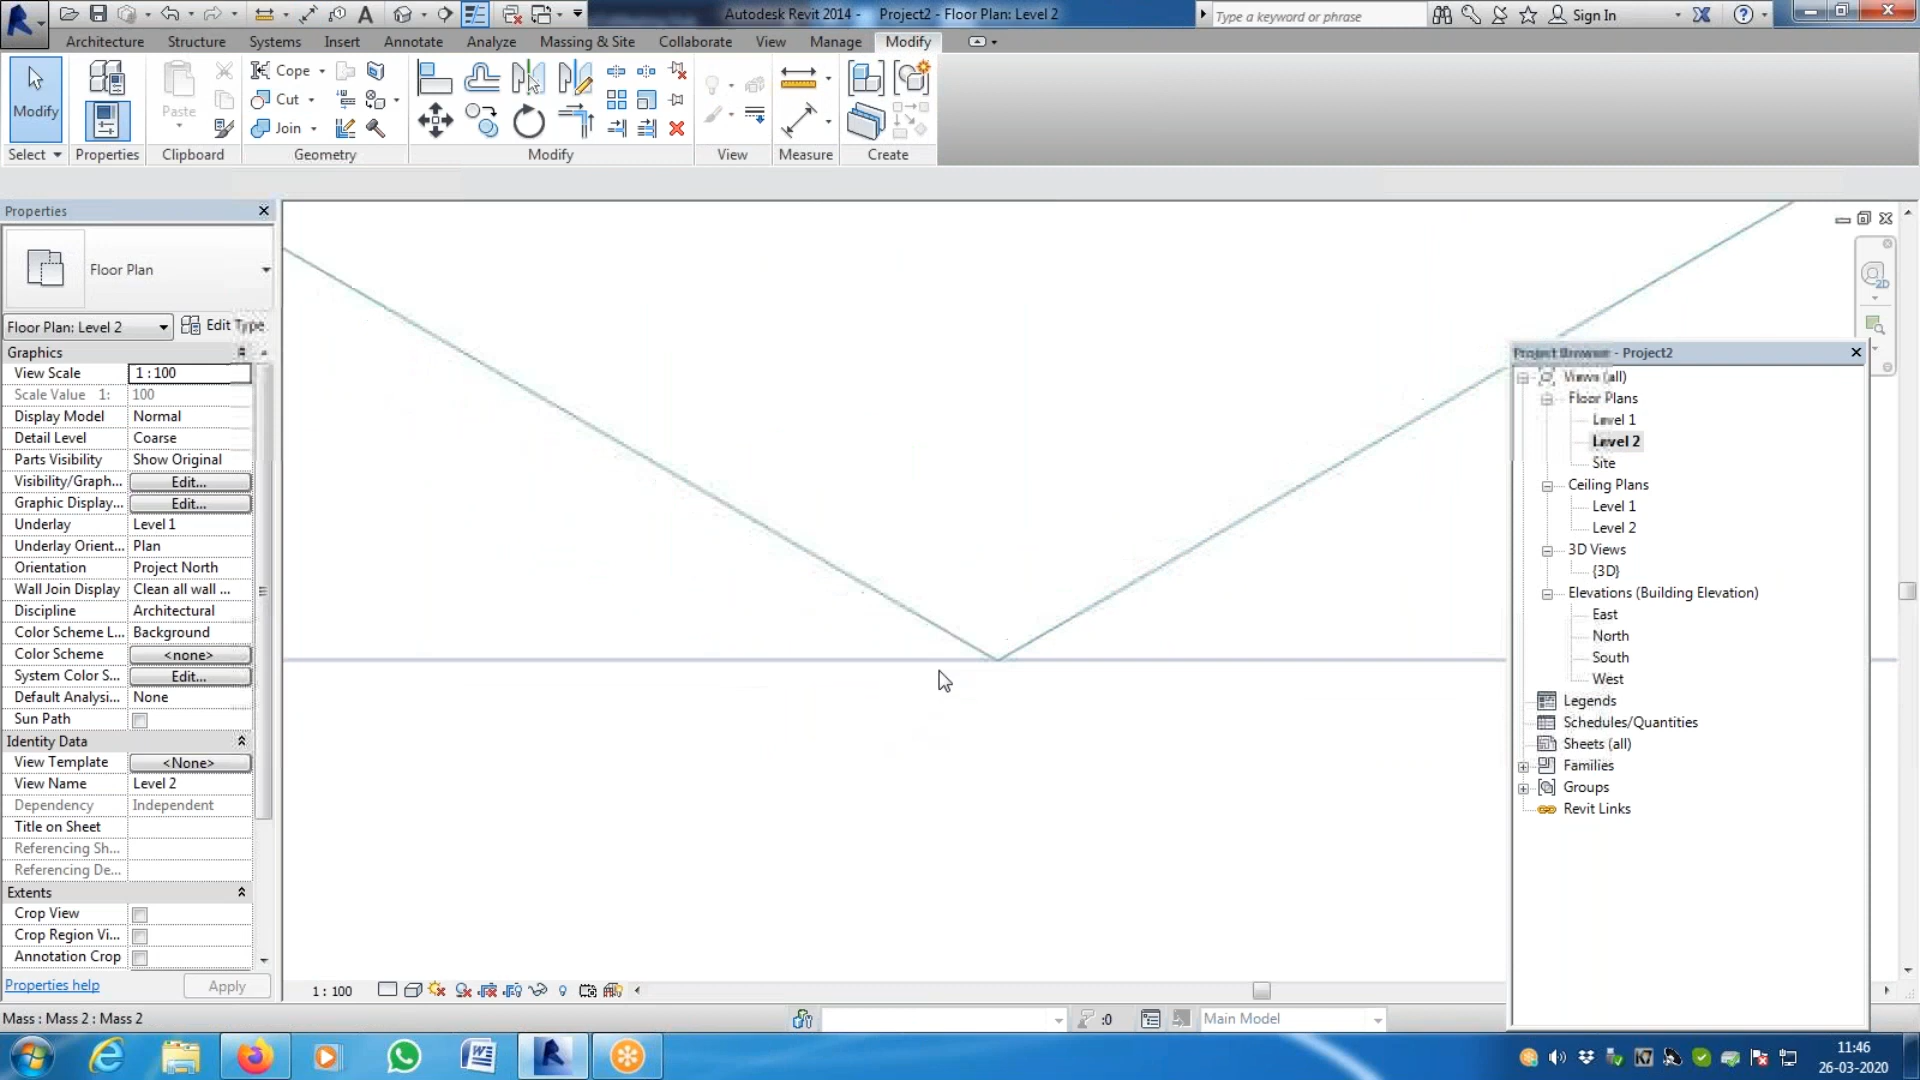 Autodesk Revit 2014 -    Project2 - Floor Plan: Level 2
Type a keyword or phrase
Sign In
Architecture Structure Systems Insert Annotate Analyze Massing & Site Collaborate View Manage Modify
Modify
Paste
Cope
Cut
Join
Select Properties Clipboard Geometry Modify View Measure Create
Properties
Floor Plan
Floor Plan: Level 2
Edit Type
Graphics
View Scale 1 : 100
Scale Value 1: 100
Display Model Normal
Detail Level Coarse
Parts Visibility Show Original
Visibility/Graph... Edit...
Graphic Display... Edit...
Underlay Level 1
Underlay Orient... Plan
Orientation Project North
Wall Join Display Clean all wall ...
Discipline Architectural
Color Scheme L... Background
Color Scheme <none>
System Color S... Edit...
Default Analysi... None
Sun Path
Identity Data
View Template <None>
View Name Level 2
Dependency Independent
Title on Sheet
Referencing Sh...
Referencing De...
Extents
Crop View
Crop Region Vi...
Annotation Crop
Properties help
Apply
2D
Project Browser - Project2
Views (all)
Floor Plans
Level 1
Level 2
Site
Ceiling Plans
Level 1
Level 2
3D Views
{3D}
Elevations (Building Elevation)
East
North
South
West
Legends
Schedules/Quantities
Sheets (all)
Families
Groups
Revit Links
1 : 100
Mass : Mass 2 : Mass 2
:0
Main Model
11:46
26-03-2020